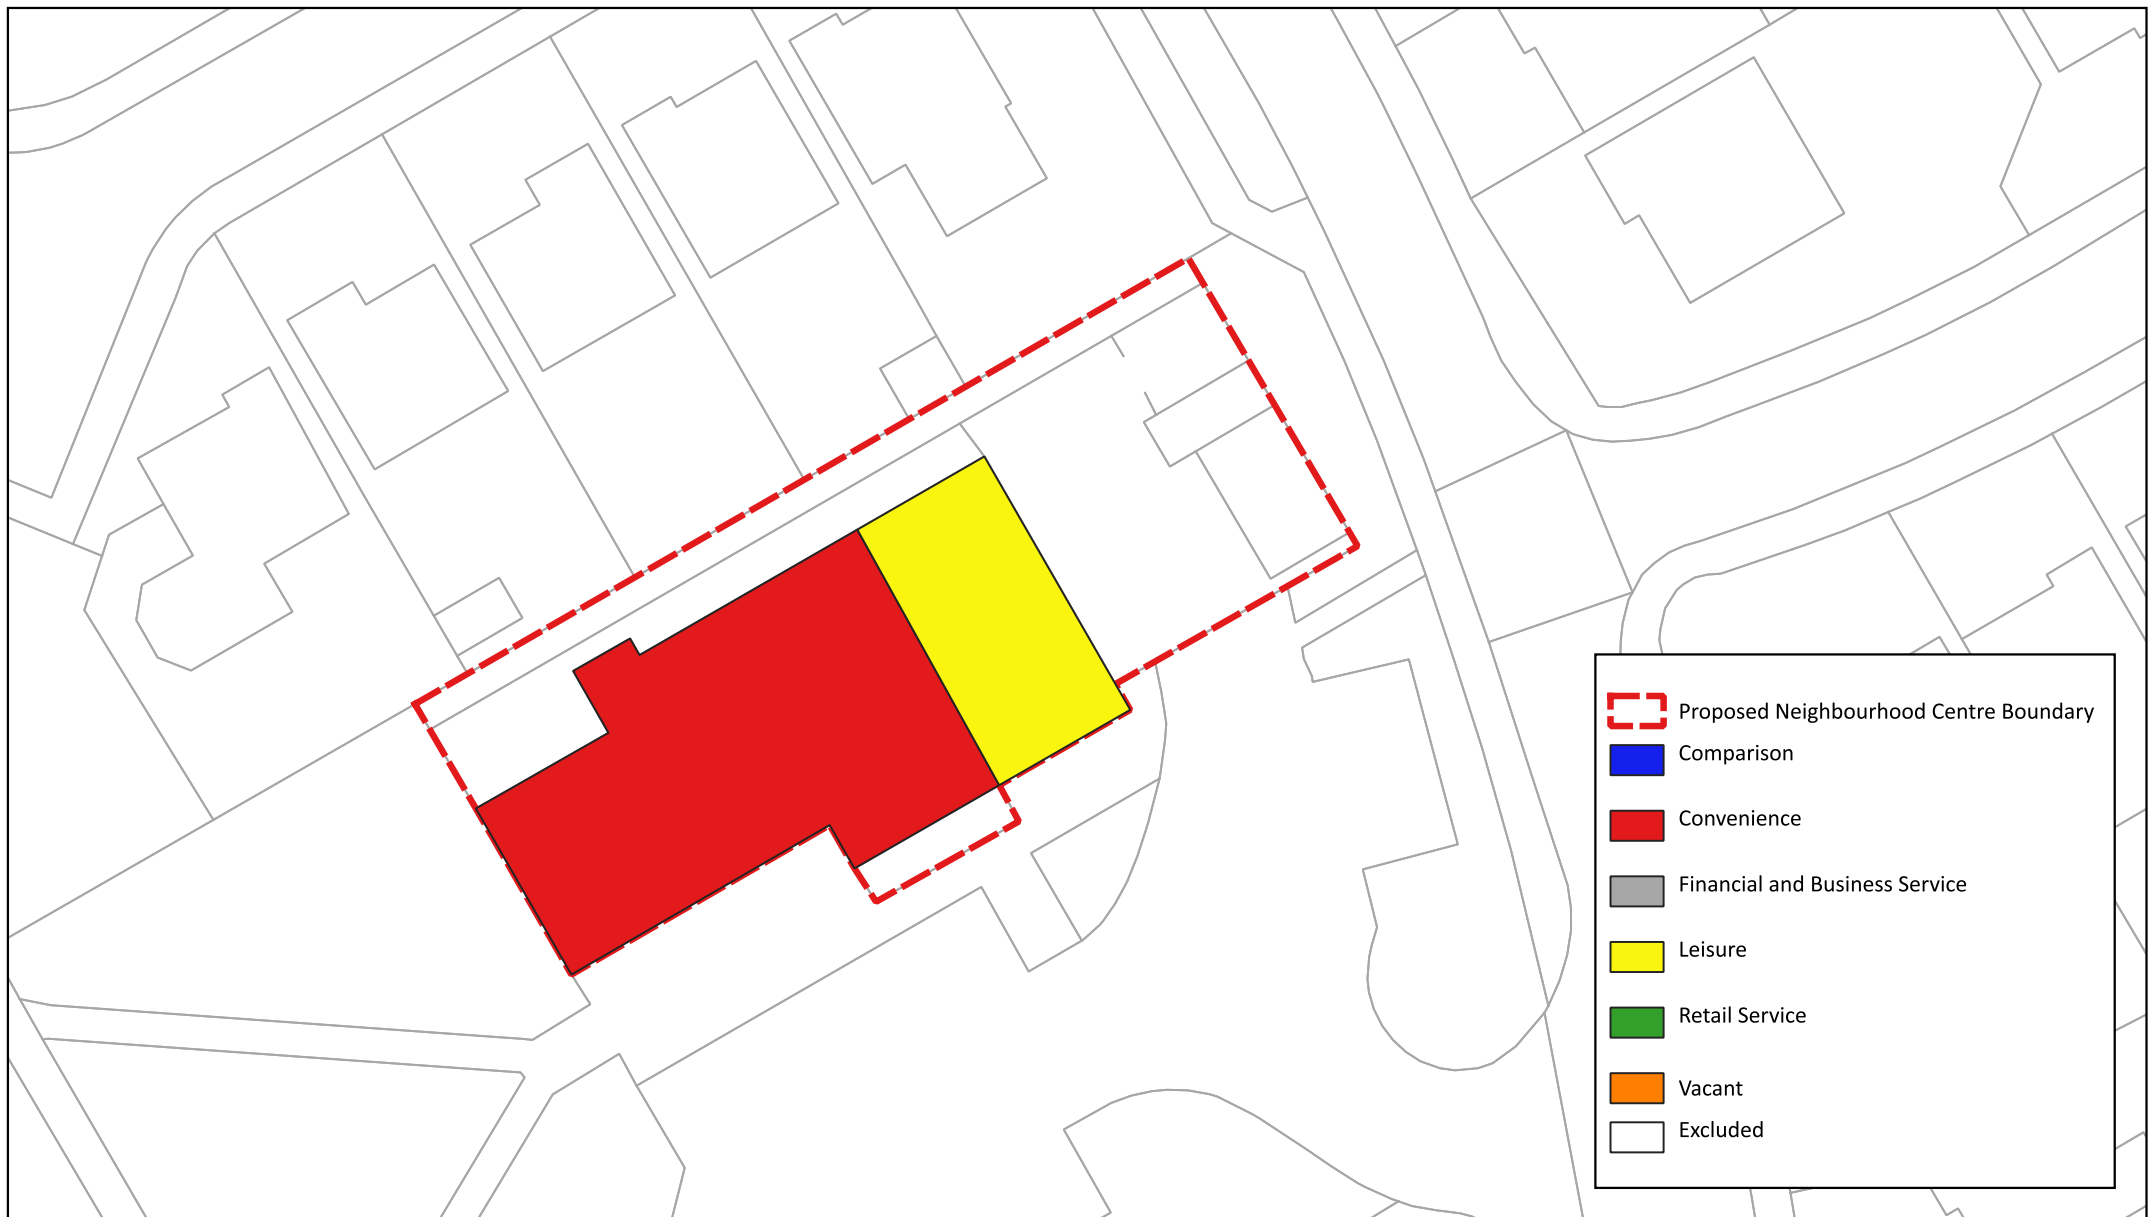 Proposed Neighbourhood Centre Boundary
Comparison
Convenience
Financial and Business Service
Leisure
Retail Service
Vacant
Excluded